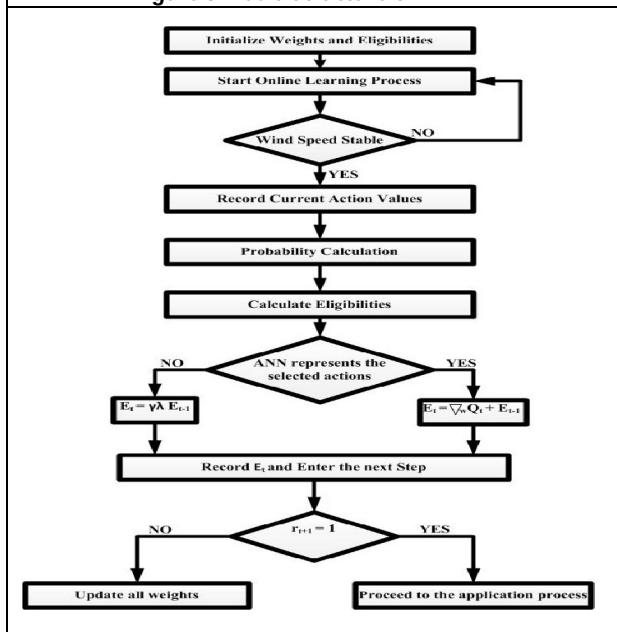 Initialize Weights and Eligibilities
Start Online Learning Process
Wind Speed Stable
NO
YES
Record Current Action Values
Probability Calculation
Calculate Eligibilities
ANN represents the
selected actions
NO
YES
Eₜ = γλ Eₜ₋₁
Eₜ = ▽wQₜ + Eₜ₋₁
Record Eₜ and Enter the next Step
rₜ₊₁ = 1
NO
YES
Update all weights
Proceed to the application process